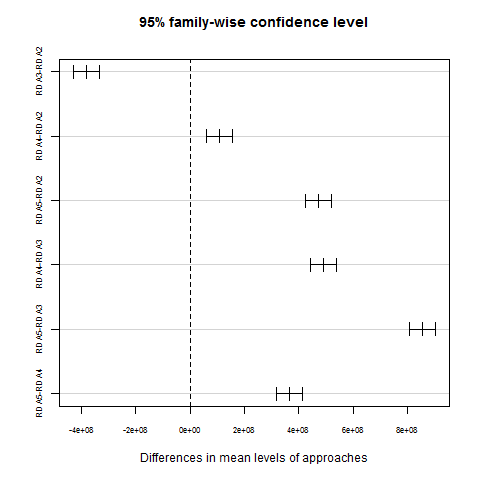 95% family-wise confidence level
RD A3-RD A2
RD A4-RD A2
RD A5-RD A2
RD A4-RD A3
RD A5-RD A3
RD A5-RD A4
-4e+08 -2e+08 0e+00 2e+08 4e+08 6e+08 8e+08
Differences in mean levels of approaches